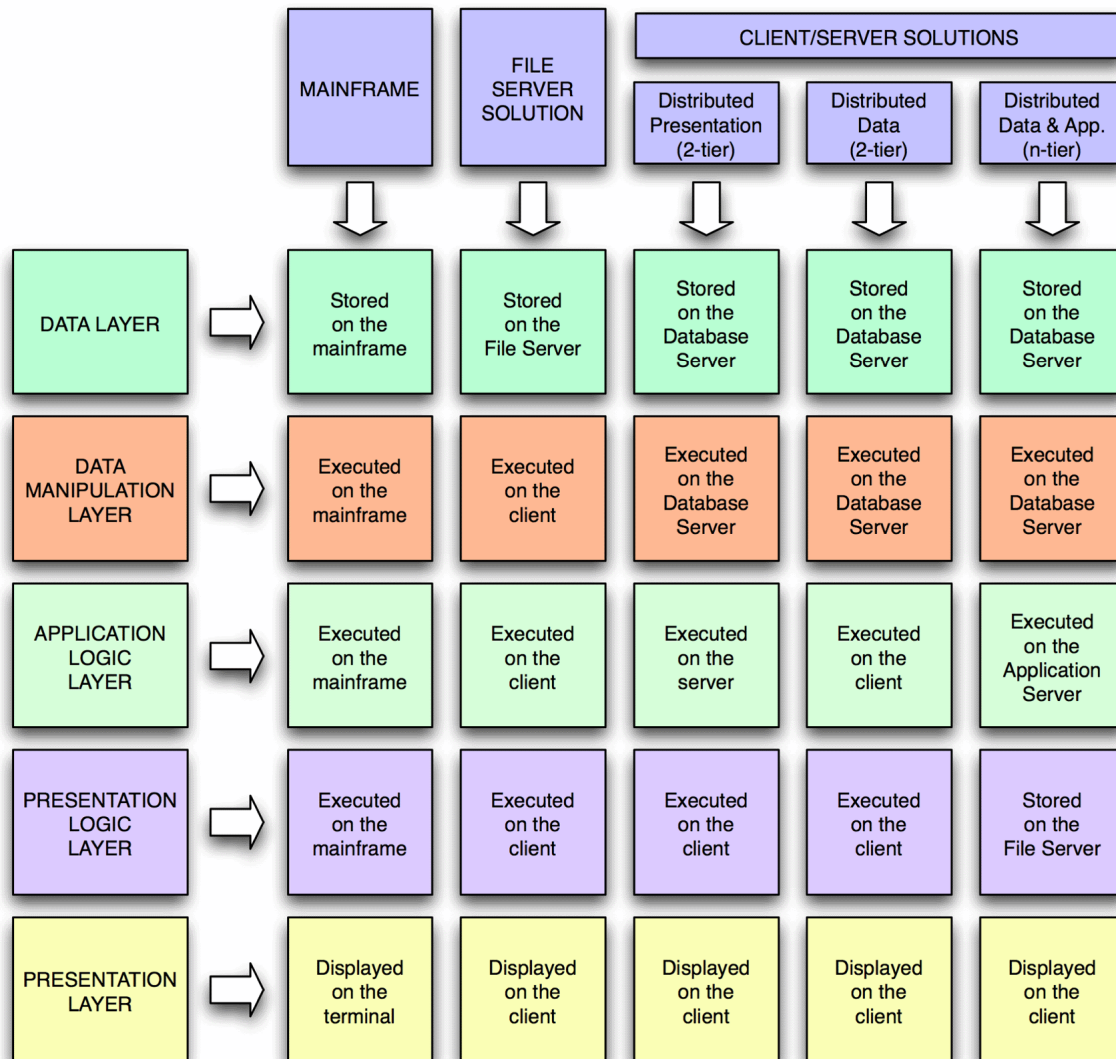 MAINFRAME
FILE
SERVER
SOLUTION
CLIENT/SERVER SOLUTIONS
Distributed
Presentation
(2-tier)
Distributed
Data
(2-tier)
Distributed
Data & App.
(n-tier)
DATA LAYER
Stored
on the
mainframe
Stored
on the
File Server
Stored
on the
Database
Server
Stored
on the
Database
Server
Stored
on the
Database
Server
DATA
MANIPULATION
LAYER
Executed
on the
mainframe
Executed
on the
client
Executed
on the
Database
Server
Executed
on the
Database
Server
Executed
on the
Database
Server
APPLICATION
LOGIC
LAYER
Executed
on the
mainframe
Executed
on the
client
Executed
on the
server
Executed
on the
client
Executed
on the
Application
Server
PRESENTATION
LOGIC
LAYER
Executed
on the
mainframe
Executed
on the
client
Executed
on the
client
Executed
on the
client
Stored
on the
File Server
PRESENTATION
LAYER
Displayed
on the
terminal
Displayed
on the
client
Displayed
on the
client
Displayed
on the
client
Displayed
on the
client